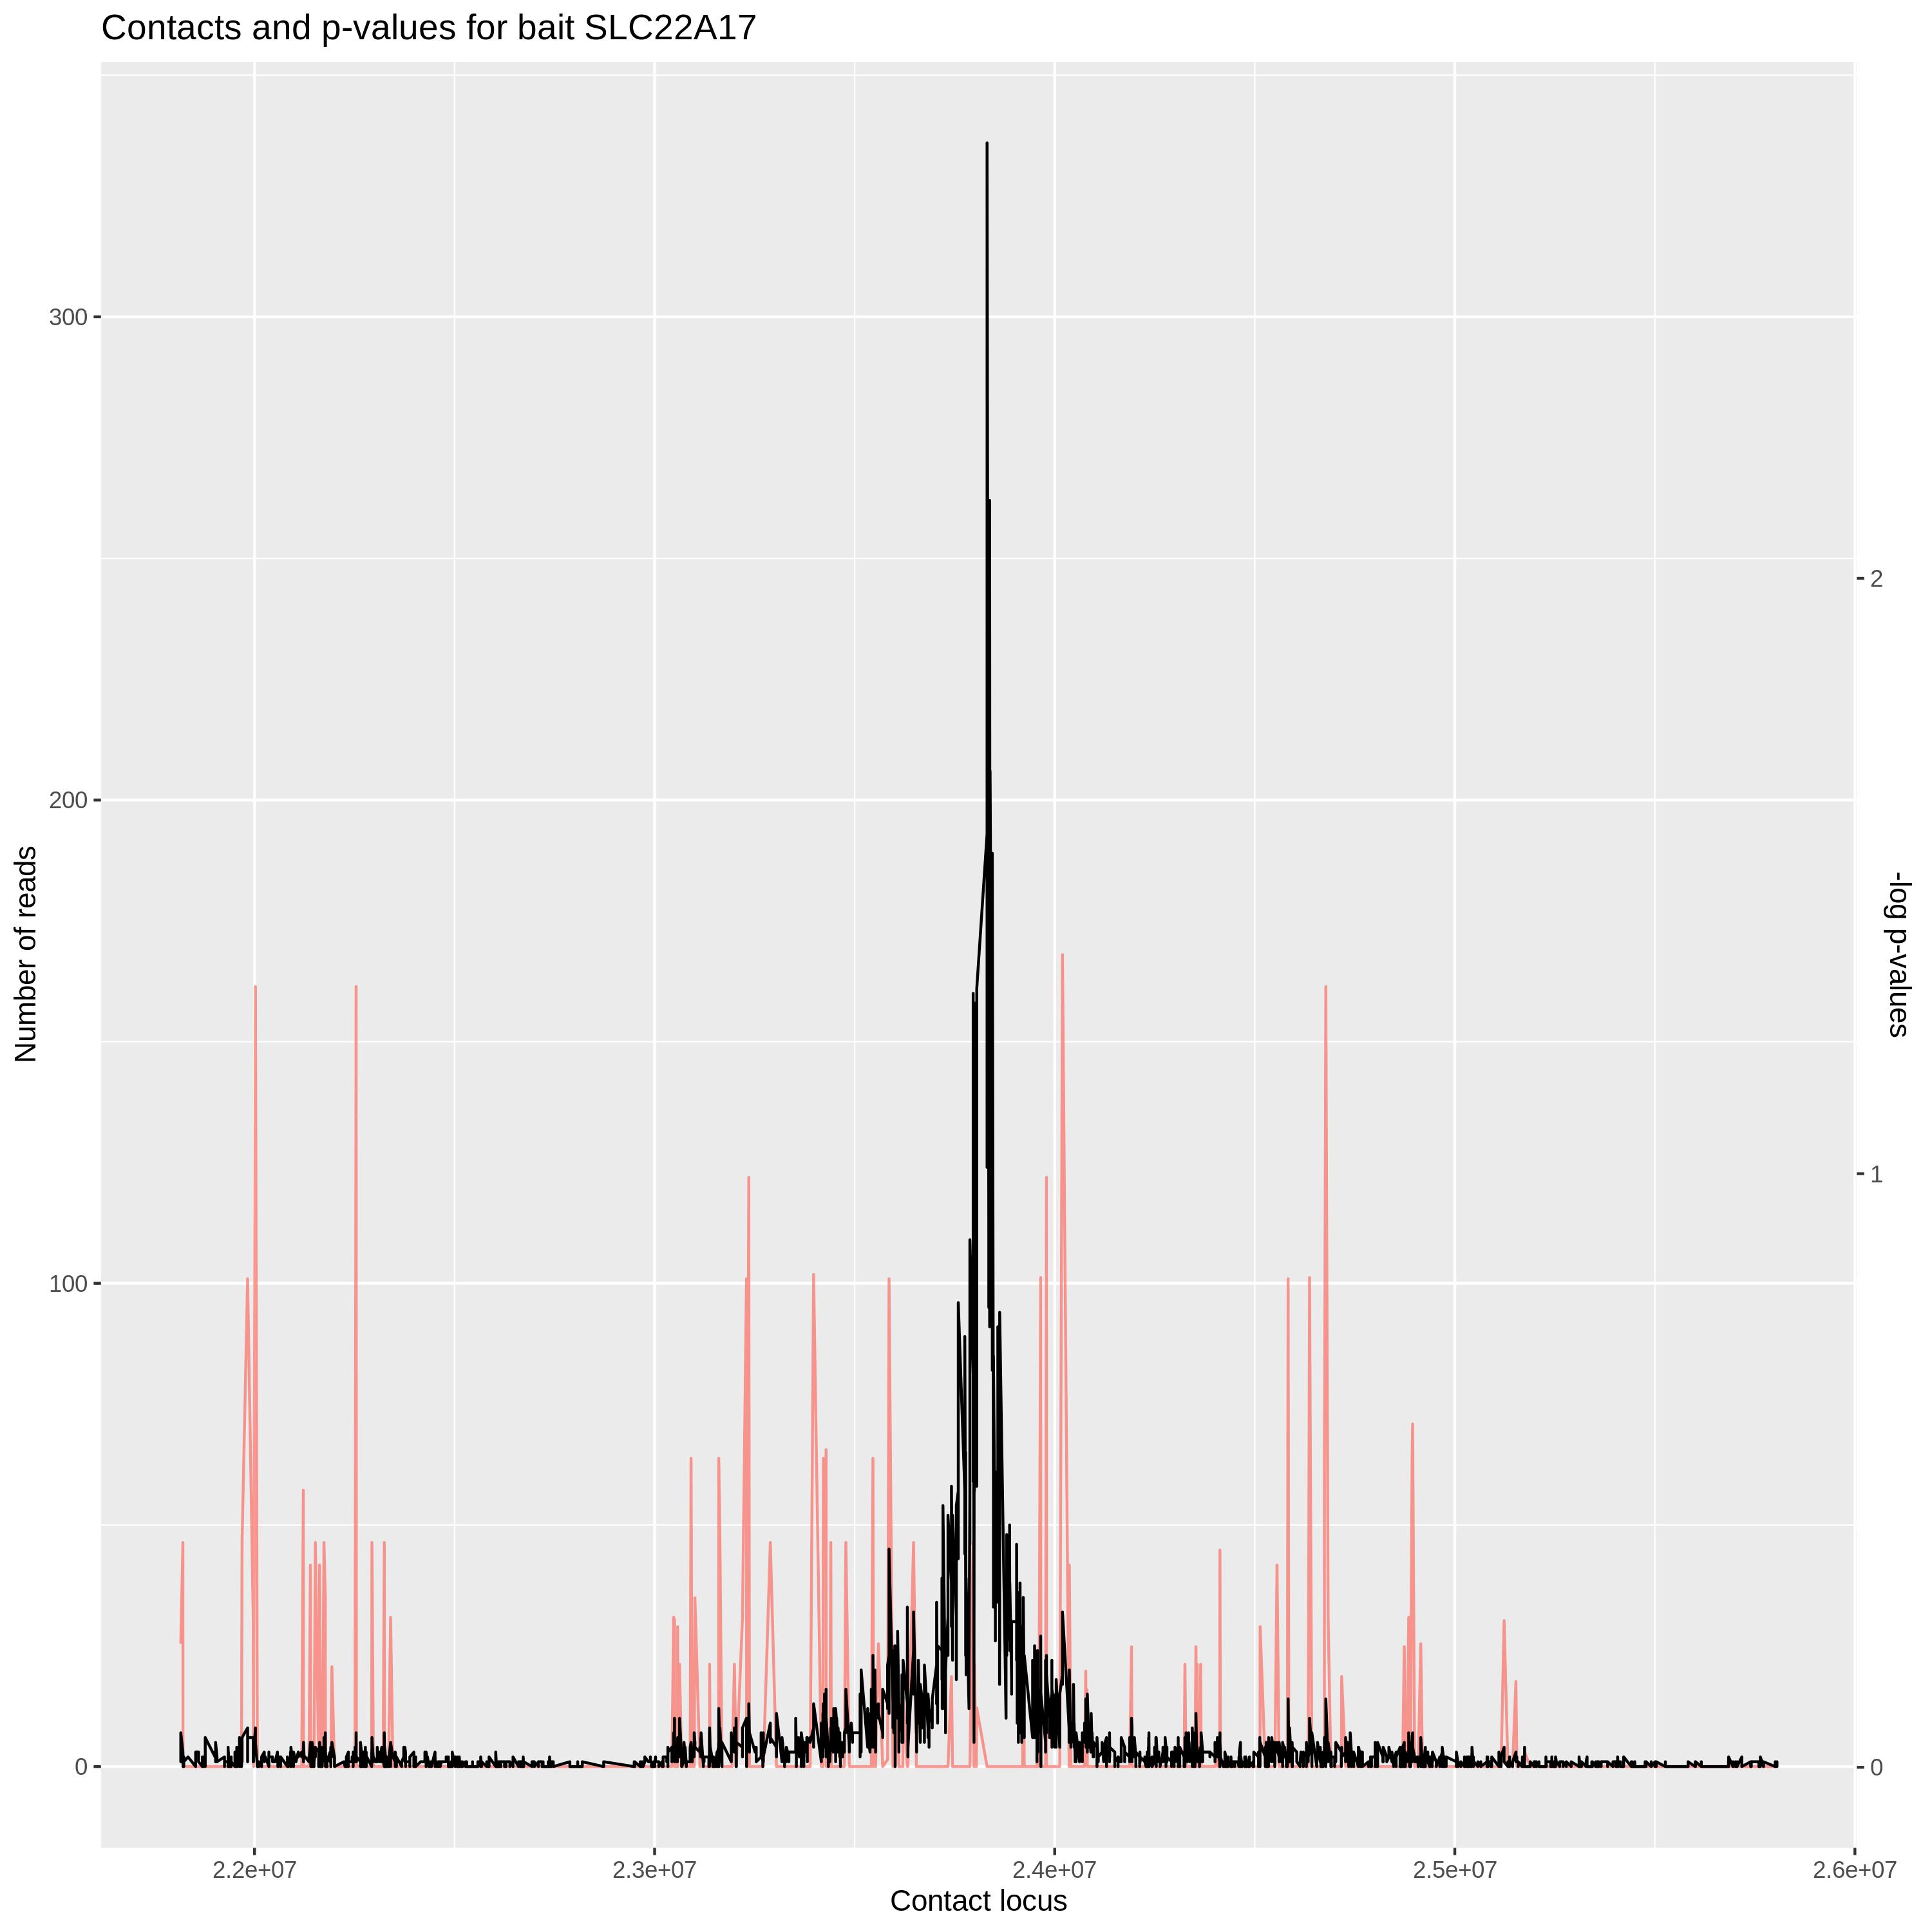 Contacts and p-values for bait SLC22A17
Number of reads
300
200
100
0
2
1
0
-log p-values
2.2e+07
2.3e+07
2.4e+07
2.5e+07
2.6e+07
Contact locus